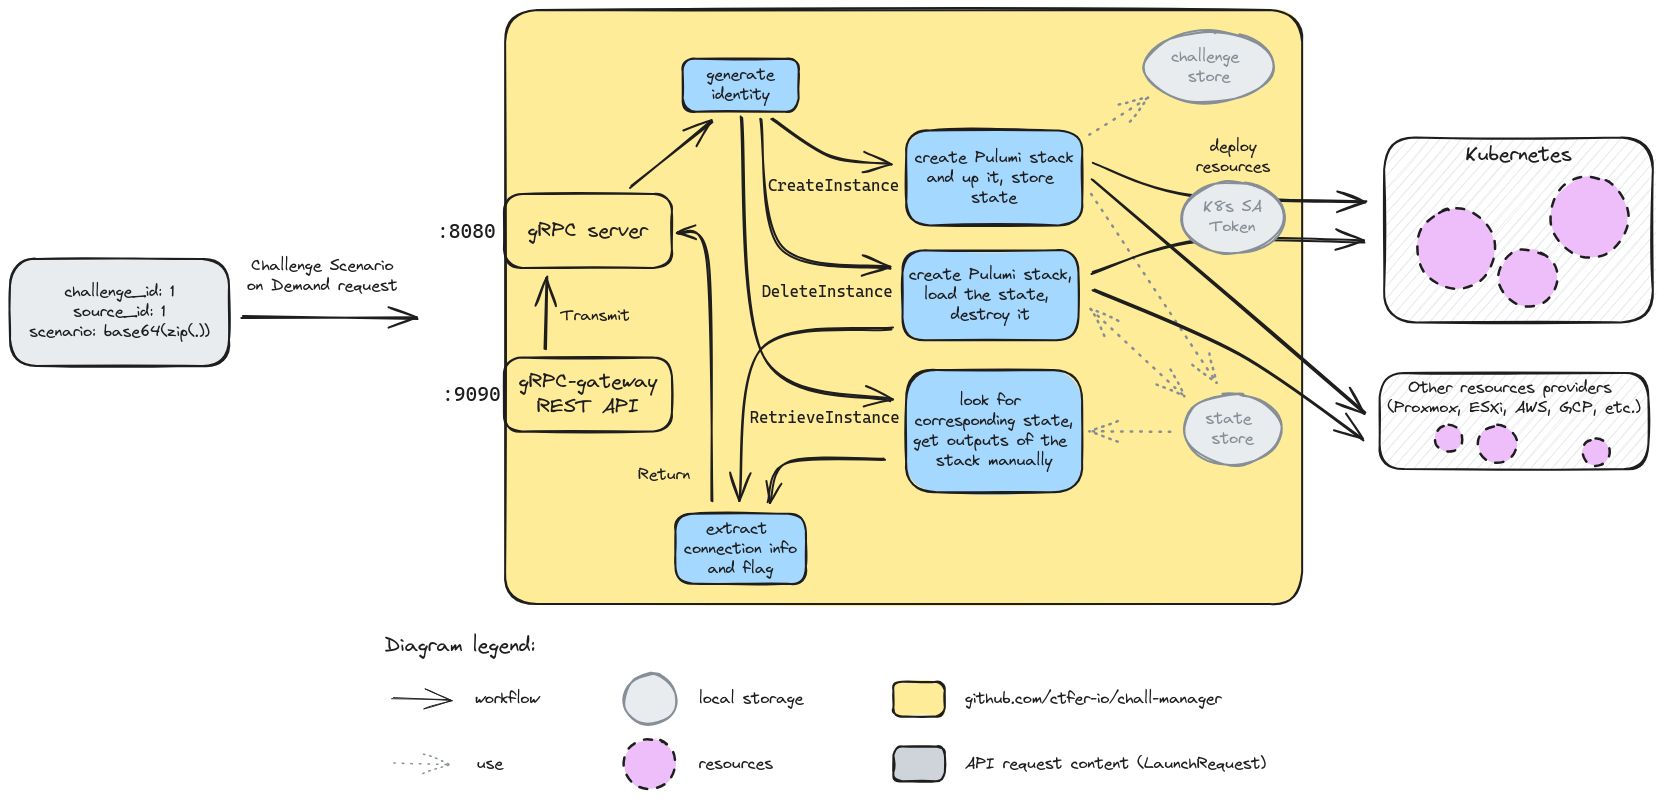 challenge
store
generate
identity
create Pulumi stack
and up it, store
state
deploy
resources
Kubernetes
CreateInstance
K8s SA
Token
:8080
gRPC server
Challenge Scenario
on Demand request
challenge_id: 1
source_id: 1
scenario: base64(zip(.))
DeleteInstance
create Pulumi stack,
load the state,
destroy it
Transmit
:9090
gRPC-gateway
REST API
RetrieveInstance
look for
corresponding state,
get outputs of the
stack manually
state
store
Other resources providers
(Proxmox, ESXi, AWS, GCP, etc.)
Return
extract
connection info
and flag
Diagram legend:
workflow
local storage
github.com/ctfer-io/chall-manager
use
resources
API request content (LaunchRequest)